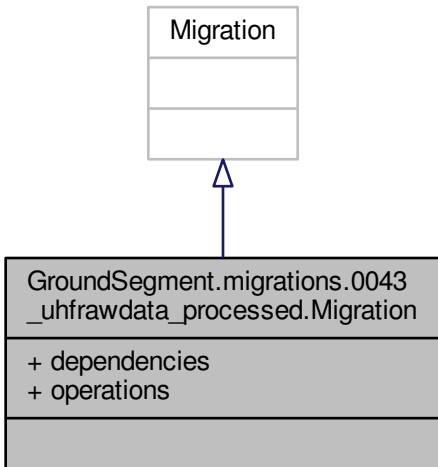 Migration
GroundSegment.migrations.0043
_uhfrawdata_processed.Migration
+ dependencies
+ operations